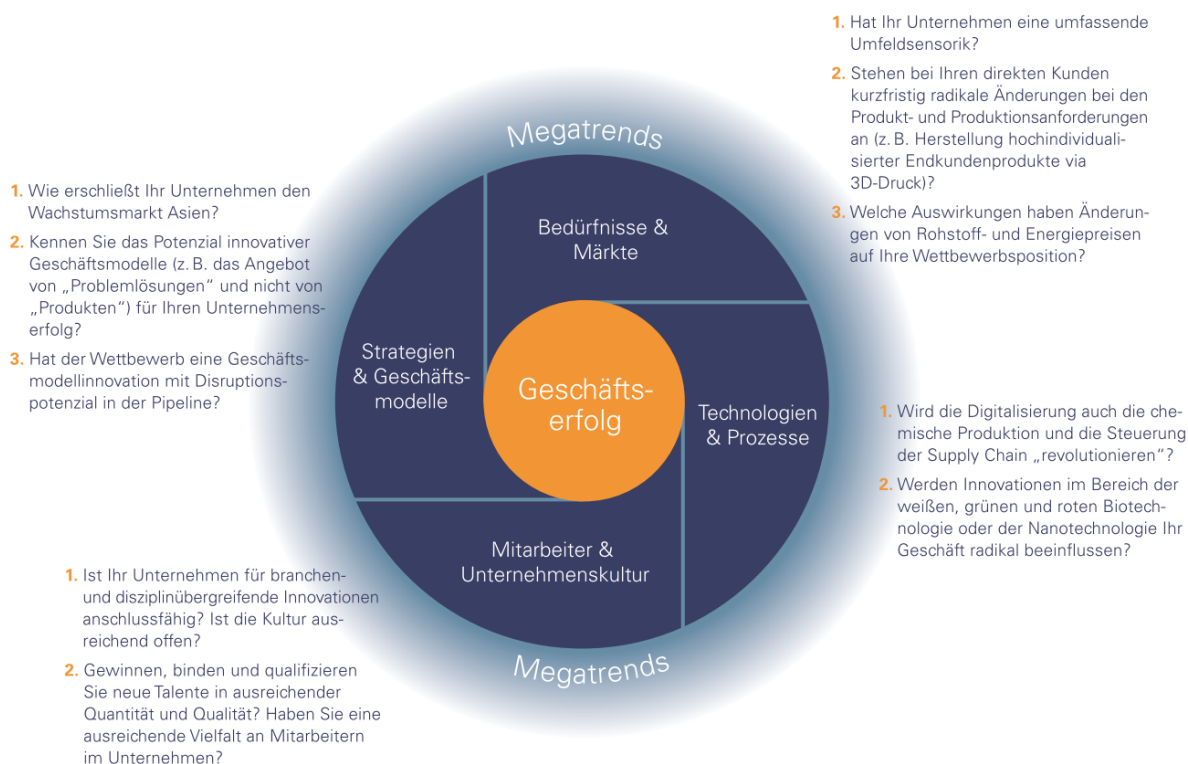 1. Hat Ihr Unternehmen eine umfassende
Umfeldsensorik?
2. Stehen bei Ihren direkten Kunden
kurzfristig radikale Änderungen bei den
Produkt- und Produktionsanforderungen
an (z. B. Herstellung hochindividuali-
sierter Endkundenprodukte via
3D-Druck)?
3. Welche Auswirkungen haben Änderun-
gen von Rohstoff- und Energiepreisen
auf Ihre Wettbewerbsposition?
Megatrends
1. Wie erschließt Ihr Unternehmen den
Wachstumsmarkt Asien?
2. Kennen Sie das Potenzial innovativer
Geschäftsmodelle (z. B. das Angebot
von „Problemlösungen“ und nicht von
„Produkten“) für Ihren Unternehmens-
erfolg?
3. Hat der Wettbewerb eine Geschäfts-
modellinnovation mit Disruptions-
potenzial in der Pipeline?
Bedürfnisse &
Märkte
Strategien
& Geschäfts-
modelle
Geschäfts-
erfolg
Technologien
& Prozesse
1. Wird die Digitalisierung auch die che-
mische Produktion und die Steuerung
der Supply Chain „revolutionieren“?
2. Werden Innovationen im Bereich der
weißen, grünen und roten Biotech-
nologie oder der Nanotechnologie Ihr
Geschäft radikal beeinflussen?
Mitarbeiter &
Unternehmenskultur
1. Ist Ihr Unternehmen für branchen-
und disziplinübergreifende Innovationen
anschlussfähig? Ist die Kultur aus-
reichend offen?
2. Gewinnen, binden und qualifizieren
Sie neue Talente in ausreichender
Quantität und Qualität? Haben Sie eine
ausreichende Vielfalt an Mitarbeitern
im Unternehmen?
Megatrends